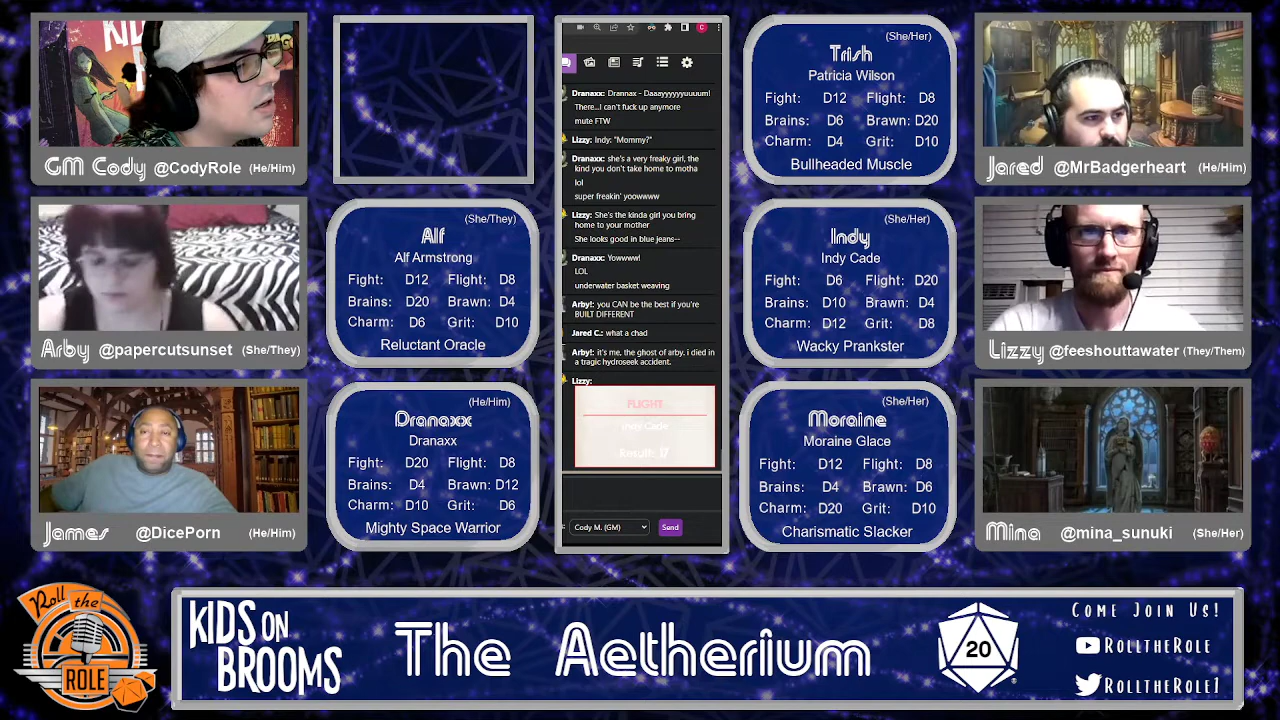 GM Cody @CodyRole (He/Him)
Arby @papercutsunset (She/They)
James @DicePorn (He/Him)
(She/They)
Alf
Alf Armstrong
Fight: D12 Flight: D8
Brains: D20 Brawn: D4
Charm: D6 Grit: D10
Reluctant Oracle
(He/Him)
Dranaxx
Dranaxx
Fight: D20 Flight: D8
Brains: D4 Brawn: D12
Charm: D10 Grit: D6
Mighty Space Warrior
Dranaxx: Drannax - Daaayyyyyyuuuum!
There...I can't fuck up anymore
mute FTW
Lizzy: Indy: "Mommy?"
Dranaxx: she's a very freaky girl, the
kind you don't take home to motha
lol
super freakin' yoowwww
Lizzy: She's the kinda girl you bring
home to your mother
She looks good in blue jeans--
Dranaxx: Yowwww!
LOL
underwater basket weaving
Arby!: you CAN be the best if you're
BUILT DIFFERENT
Jared C.: what a chad
Arby!: it's me, the ghost of arby. i died in
a tragic hydroseek accident.
Lizzy:
FLIGHT
Indy Cade
Result: 17
Cody M. (GM)
Send
(She/Her)
Trish
Patricia Wilson
Fight: D12 Flight: D8
Brains: D6 Brawn: D20
Charm: D4 Grit: D10
Bullheaded Muscle
(She/Her)
Indy
Indy Cade
Fight: D6 Flight: D20
Brains: D10 Brawn: D4
Charm: D12 Grit: D8
Wacky Prankster
(She/Her)
Moraine
Moraine Glace
Fight: D12 Flight: D8
Brains: D4 Brawn: D6
Charm: D20 Grit: D10
Charismatic Slacker
Jared @MrBadgerheart (He/Him)
Lizzy @feeshouttawater (They/Them)
Mina @mina_sunuki (She/Her)
Roll the
ROLE
KIDS ON
BROOMS
The Aetherium
20
Come Join Us!
RolltheRole
RolltheRole1